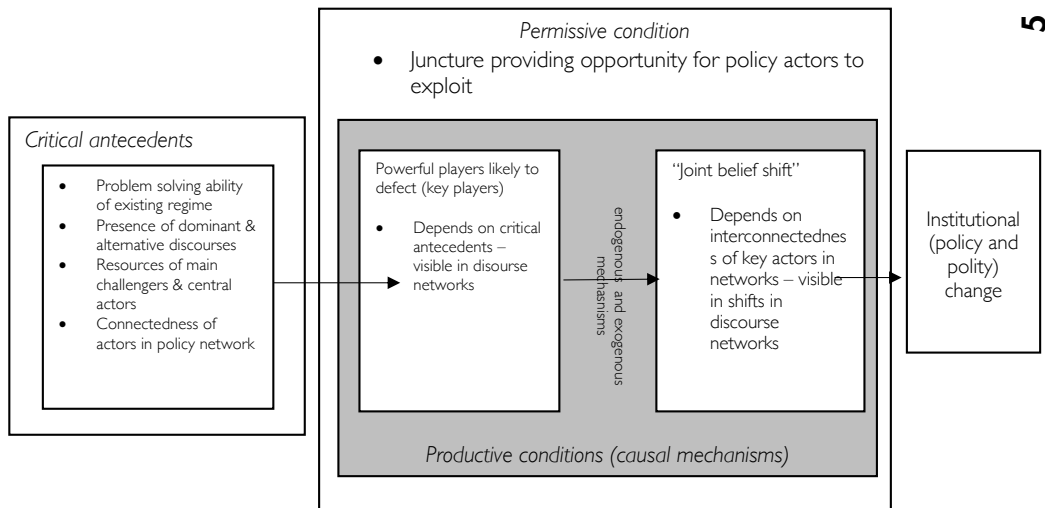 5
Permissive condition
• Juncture providing opportunity for policy actors to
exploit
Critical antecedents
• Problem solving ability
of existing regime
• Presence of dominant &
alternative discourses
• Resources of main
challengers & central
actors
• Connectedness of
actors in policy network
Powerful players likely to
defect (key players)
• Depends on critical
antecedents –
visible in disourse
networks
endogenous and exogenous
mechasnisms
“Joint belief shift”
• Depends on
interconnectednes
s of key actors in
networks – visible
in shifts in
discourse
networks
Institutional
(policy and
polity)
change
Productive conditions (causal mechanisms)